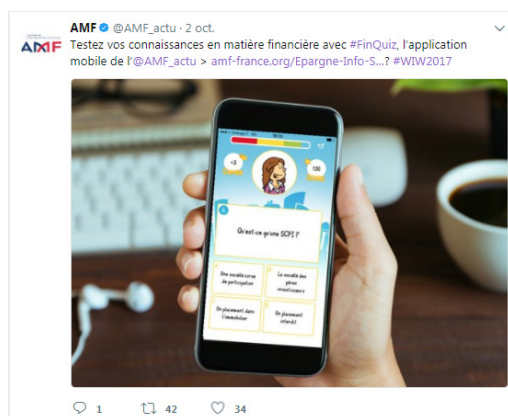 AMF @AMF_actu · 2 oct.
AMF
Testez vos connaissances en matière financière avec #FinQuiz, l'application
mobile de l'@AMF_actu > amf-france.org/Epargne-Info-S...? #WIW2017
120
Qu'est-ce qu'une SCPI ?
Une société
de participation
La société des
pères
investisseurs
Un placement dans
l'immobilier
Un placement
interdit
1 42 34